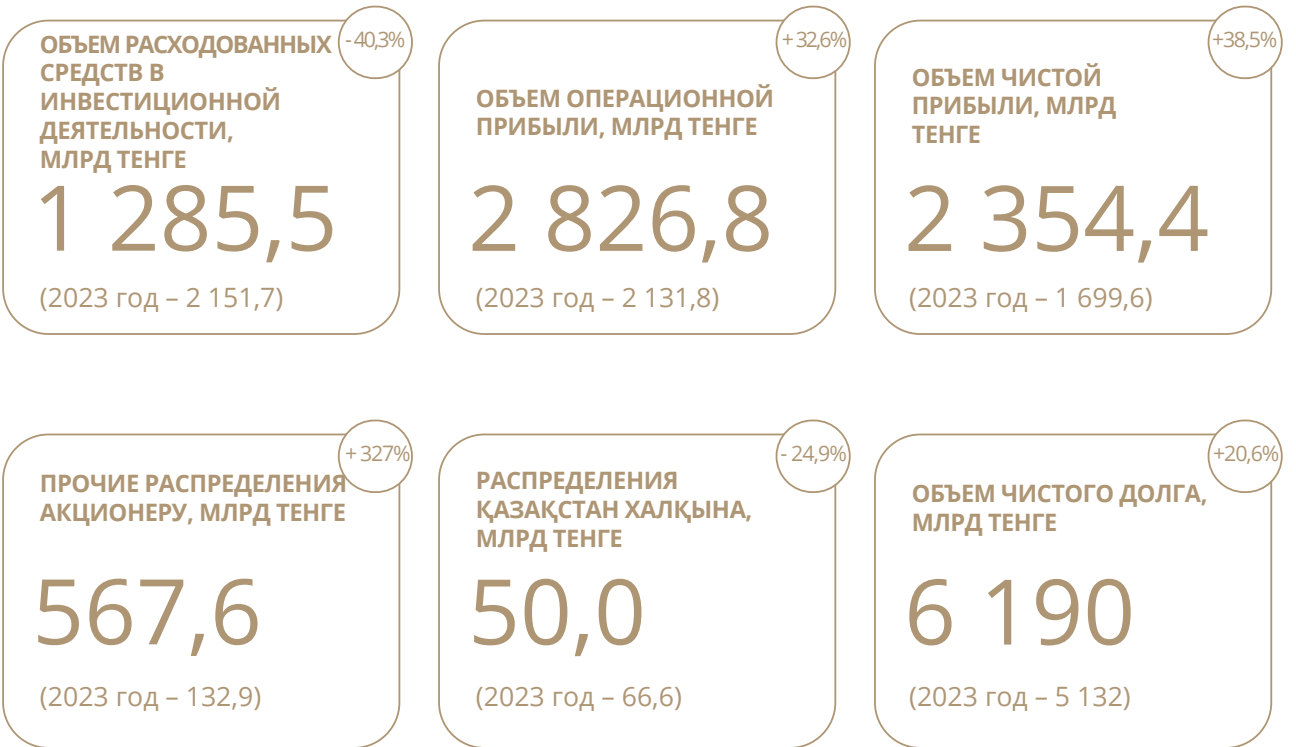 -40,3%
ОБЪЕМ РАСХОДОВАННЫХ
СРЕДСТВ В
ИНВЕСТИЦИОННОЙ
ДЕЯТЕЛЬНОСТИ,
МЛРД ТЕНГЕ
1 285,5
(2023 год – 2 151,7)
+ 32,6%
ОБЪЕМ ОПЕРАЦИОННОЙ
ПРИБЫЛИ, МЛРД ТЕНГЕ
2 826,8
(2023 год – 2 131,8)
+38,5%
ОБЪЕМ ЧИСТОЙ
ПРИБЫЛИ, МЛРД
ТЕНГЕ
2 354,4
(2023 год – 1 699,6)
+ 327%
ПРОЧИЕ РАСПРЕДЕЛЕНИЯ
АКЦИОНЕРУ, МЛРД ТЕНГЕ
567,6
(2023 год – 132,9)
- 24,9%
РАСПРЕДЕЛЕНИЯ
ҚАЗАҚСТАН ХАЛҚЫНА,
МЛРД ТЕНГЕ
50,0
(2023 год – 66,6)
+20,6%
ОБЪЕМ ЧИСТОГО ДОЛГА,
МЛРД ТЕНГЕ
6 190
(2023 год – 5 132)